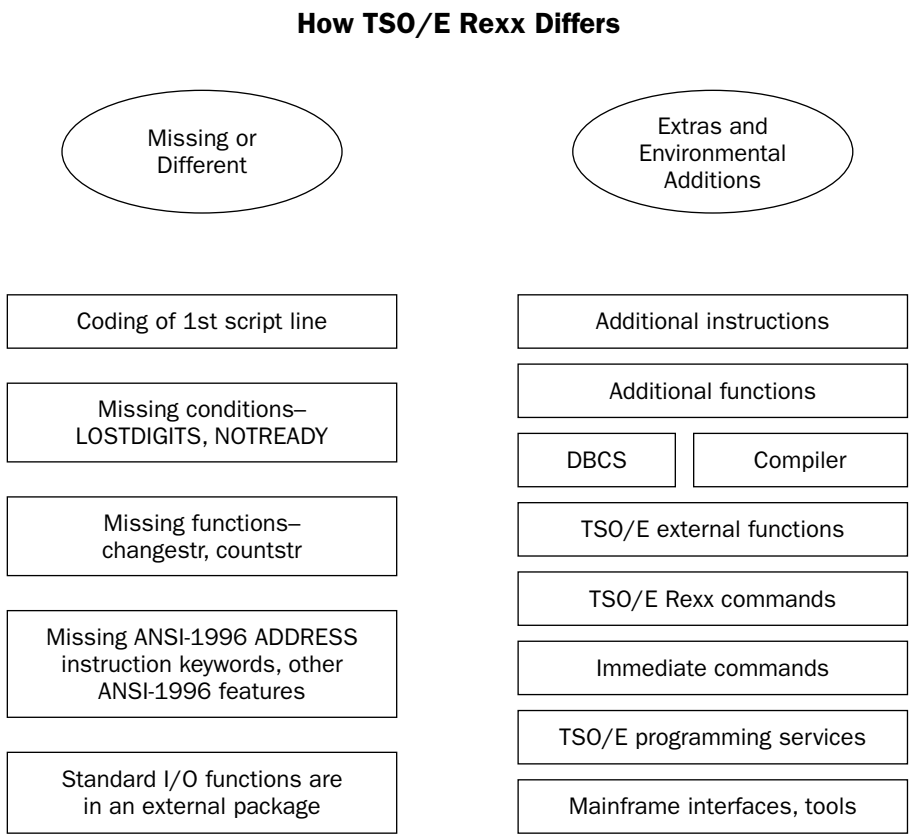 How TSO/E Rexx Differs
Missing or
Different
Coding of 1st script line
Missing conditions–
LOSTDIGITS, NOTREADY
Missing functions–
changestr, countstr
Missing ANSI-1996 ADDRESS
instruction keywords, other
ANSI-1996 features
Standard I/O functions are
in an external package
Extras and
Environmental
Additions
Additional instructions
Additional functions
DBCS
Compiler
TSO/E external functions
TSO/E Rexx commands
Immediate commands
TSO/E programming services
Mainframe interfaces, tools